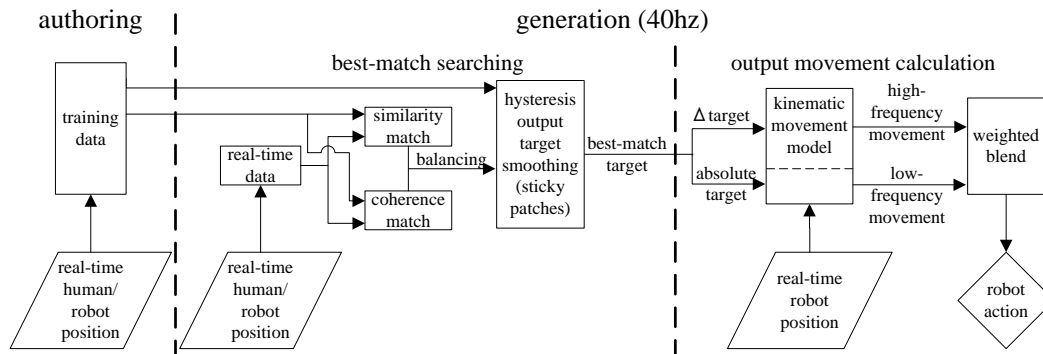 authoring
generation (40hz)
best-match searching
output movement calculation
training
data
real-time
human/
robot
position
real-time
data
real-time
human/
robot
position
similarity
match
balancing
coherence
match
hysteresis
output
target
smoothing
(sticky
patches)
best-match
target
Δ target
absolute
target
kinematic
movement
model
real-time
robot
position
high-
frequency
movement
low-
frequency
movement
weighted
blend
robot
action